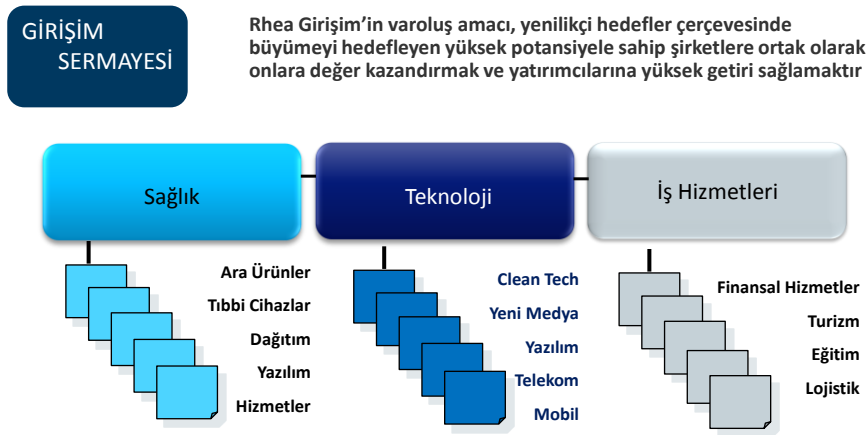 GİRİŞİM
SERMAYESİ
Rhea Girişim’in varoluş amacı, yenilikçi hedefler çerçevesinde
büyümeyi hedefleyen yüksek potansiyele sahip şirketlere ortak olarak
onlara değer kazandırmak ve yatırımcılarına yüksek getiri sağlamaktır
Sağlık
Teknoloji
İş Hizmetleri
Ara Ürünler
Tıbbi Cihazlar
Dağıtım
Yazılım
Hizmetler
Clean Tech
Yeni Medya
Yazılım
Telekom
Mobil
Finansal Hizmetler
Turizm
Eğitim
Lojistik